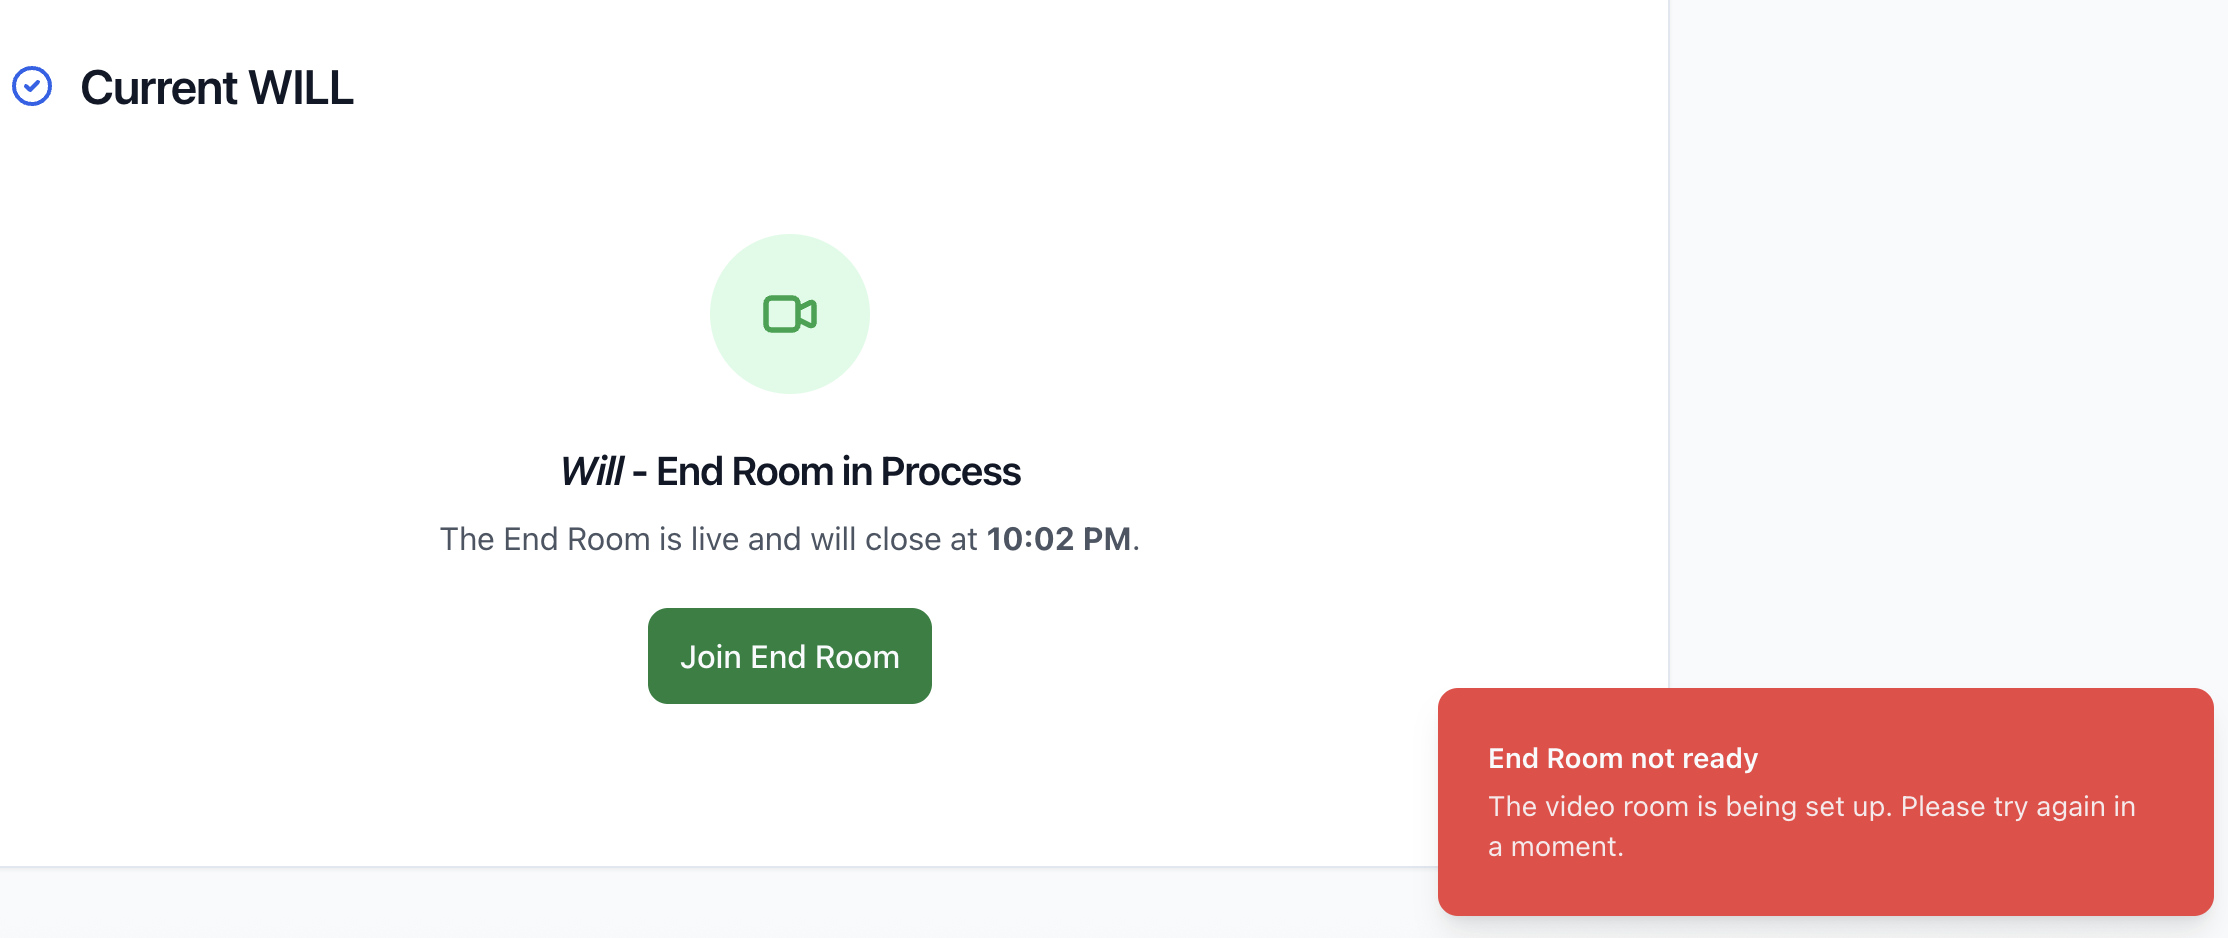 Current WILL
Will - End Room in Process
The End Room is live and will close at 10:02 PM.
Join End Room
End Room not ready
The video room is being set up. Please try again in
a moment.